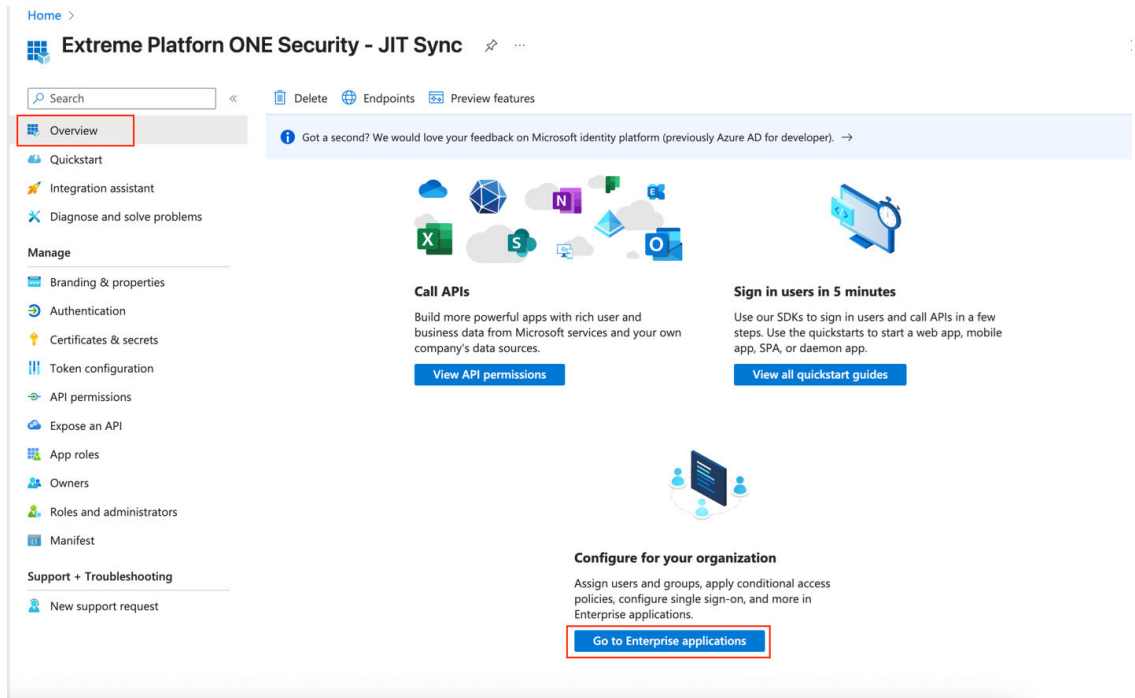 Home >
Extreme Platforn ONE Security - JIT Sync
Search
«
Delete
Endpoints
Preview features
Overview
Got a second? We would love your feedback on Microsoft identity platform (previously Azure AD for developer). →
Quickstart
Integration assistant
Diagnose and solve problems
Manage
Branding & properties
Authentication
Certificates & secrets
Token configuration
API permissions
Expose an API
App roles
Owners
Roles and administrators
Manifest
Support + Troubleshooting
New support request
N
E
X
S
O
Call APIs
Build more powerful apps with rich user and
business data from Microsoft services and your own
company's data sources.
View API permissions
Sign in users in 5 minutes
Use our SDKs to sign in users and call APIs in a few
steps. Use the quickstarts to start a web app, mobile
app, SPA, or daemon app.
View all quickstart guides
Configure for your organization
Assign users and groups, apply conditional access
policies, configure single sign-on, and more in
Enterprise applications.
Go to Enterprise applications